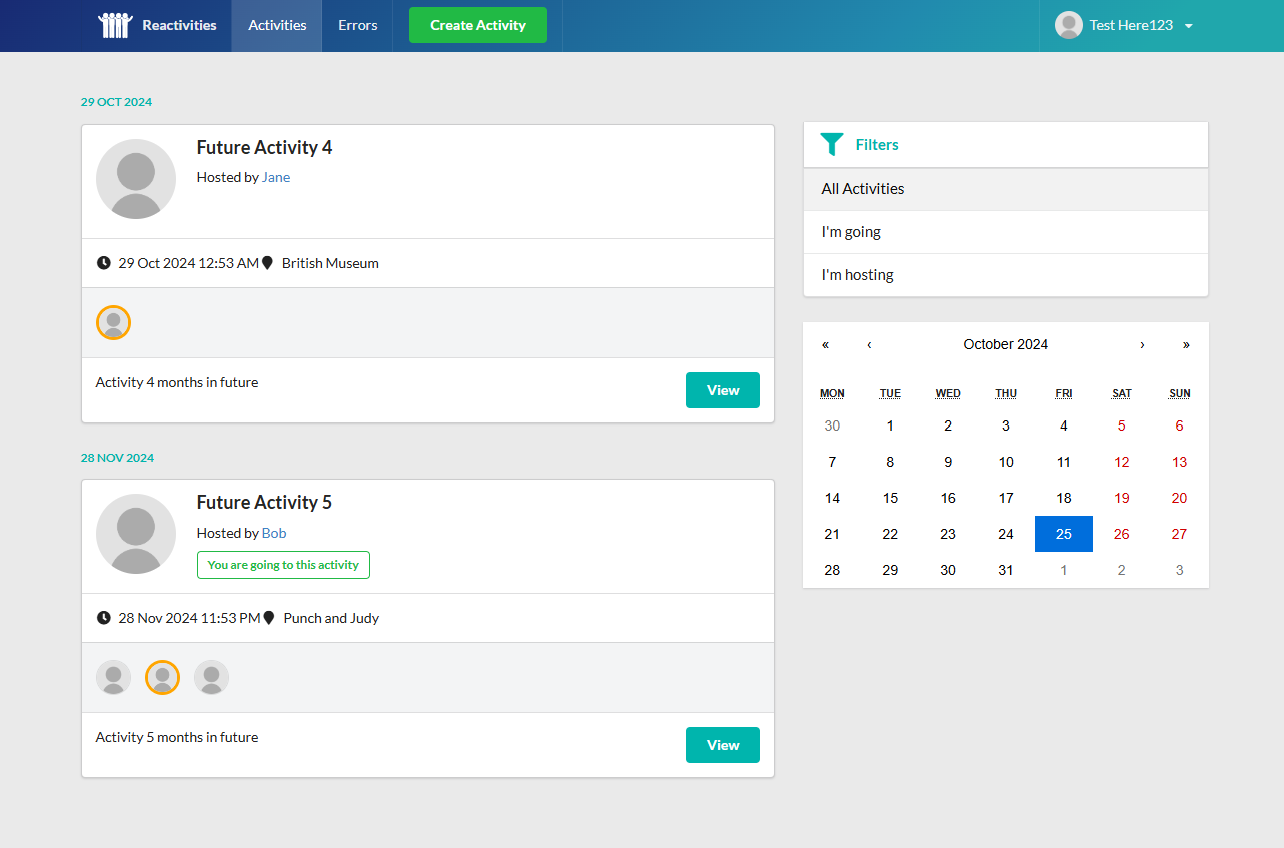 Reactivities Activities Errors Create Activity Test Here123
29 OCT 2024
Future Activity 4
Hosted by Jane
29 Oct 2024 12:53 AM British Museum
Activity 4 months in future
View
28 NOV 2024
Future Activity 5
Hosted by Bob
You are going to this activity
28 Nov 2024 11:53 PM Punch and Judy
Activity 5 months in future
View
Filters
All Activities
I'm going
I'm hosting
« ‹ October 2024 › »
MON TUE WED THU FRI SAT SUN
30 1 2 3 4 5 6
7 8 9 10 11 12 13
14 15 16 17 18 19 20
21 22 23 24 25 26 27
28 29 30 31 1 2 3